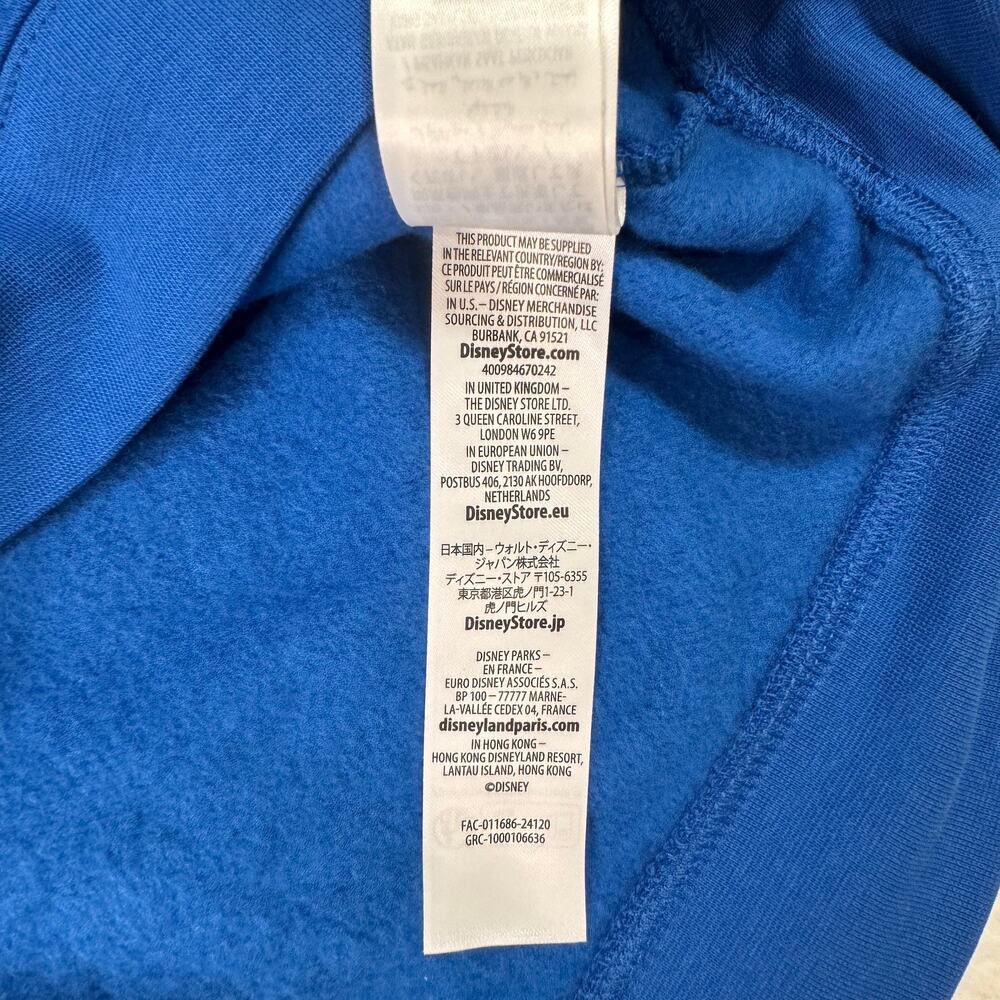 THIS PRODUCT MAY BE SUPPLIED
IN THE RELEVANT COUNTRY/REGION BY:
CE PRODUIT PEUT ÊTRE COMMERCIALISÉ
SUR LE PAYS / RÉGION CONCERNÉ PAR:
IN U.S. – DISNEY MERCHANDISE
SOURCING & DISTRIBUTION, LLC
BURBANK, CA 91521
DisneyStore.com
400984670242
IN UNITED KINGDOM –
THE DISNEY STORE LTD.
3 QUEEN CAROLINE STREET,
LONDON W6 9PE
IN EUROPEAN UNION –
DISNEY TRADING BV,
POSTBUS 406, 2130 AK HOOFDDORP,
NETHERLANDS
DisneyStore.eu
日本国内 – ウォルト・ディズニー・
ジャパン株式会社
ディズニー・ストア 〒105-6355
東京都港区虎ノ門1-23-1
虎ノ門ヒルズ
DisneyStore.jp
DISNEY PARKS –
EN FRANCE –
EURO DISNEY ASSOCIÉS S.A.S.
BP 100 – 77777 MARNE-
LA-VALLÉE CEDEX 04, FRANCE
disneylandparis.com
IN HONG KONG –
HONG KONG DISNEYLAND RESORT,
LANTAU ISLAND, HONG KONG
©DISNEY
FAC-011686-24120
GRC-1000106636